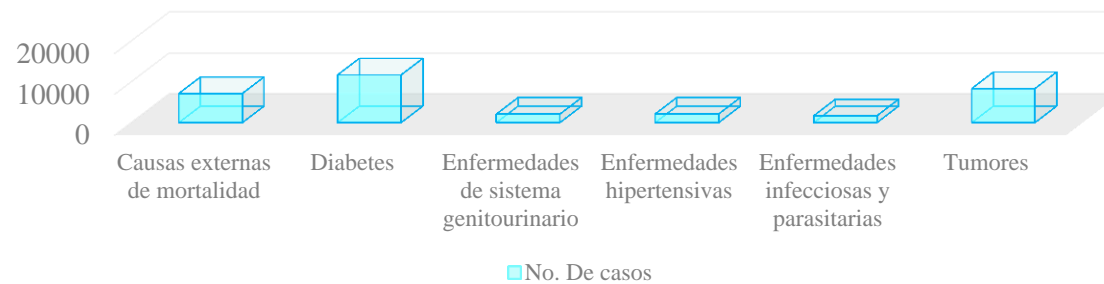 20000
10000
0
Causas externas
de mortalidad
Diabetes
Enfermedades
de sistema
genitourinario
Enfermedades
hipertensivas
Enfermedades
infecciosas y
parasitarias
Tumores
No. De casos